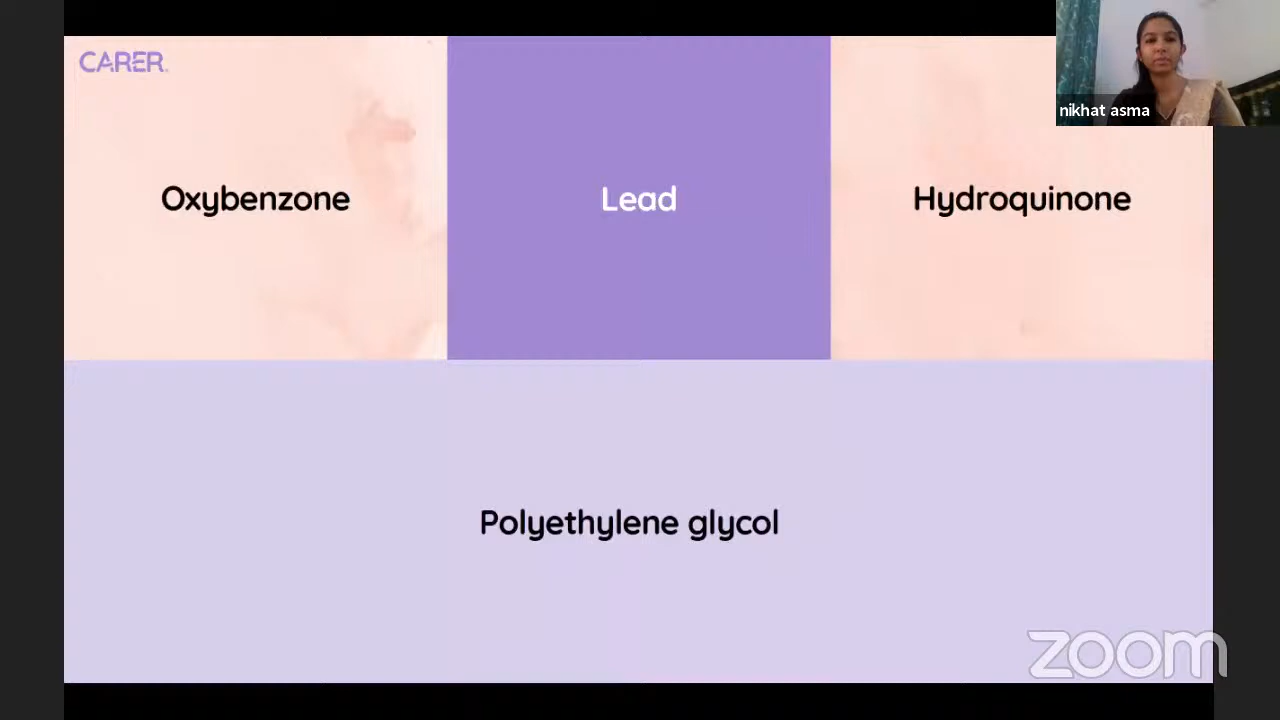 CARER
nikhat asma
Oxybenzone
Lead
Hydroquinone
Polyethylene glycol
zoom